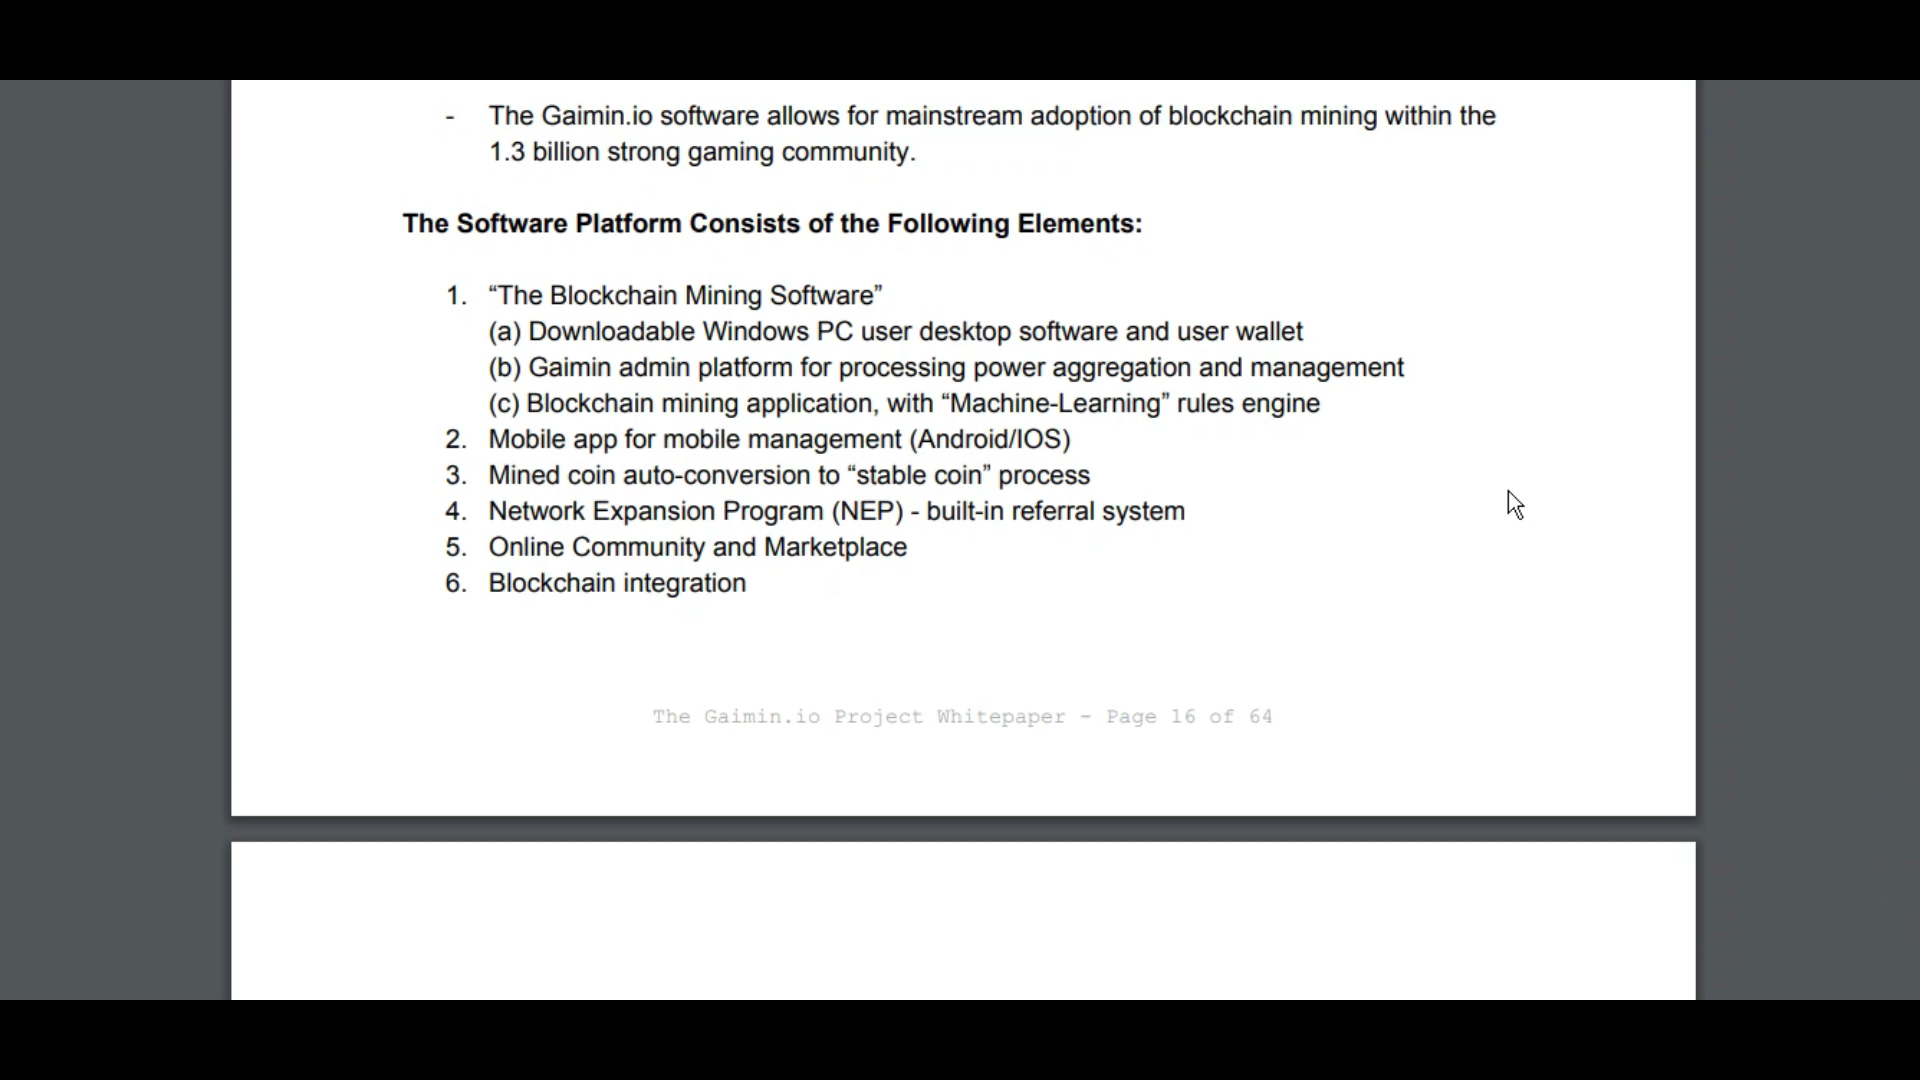 - The Gaimin.io software allows for mainstream adoption of blockchain mining within the
1.3 billion strong gaming community.
The Software Platform Consists of the Following Elements:
1. “The Blockchain Mining Software”
(a) Downloadable Windows PC user desktop software and user wallet
(b) Gaimin admin platform for processing power aggregation and management
(c) Blockchain mining application, with “Machine-Learning” rules engine
2. Mobile app for mobile management (Android/IOS)
3. Mined coin auto-conversion to “stable coin” process
4. Network Expansion Program (NEP) - built-in referral system
5. Online Community and Marketplace
6. Blockchain integration
The Gaimin.io Project Whitepaper - Page 16 of 64